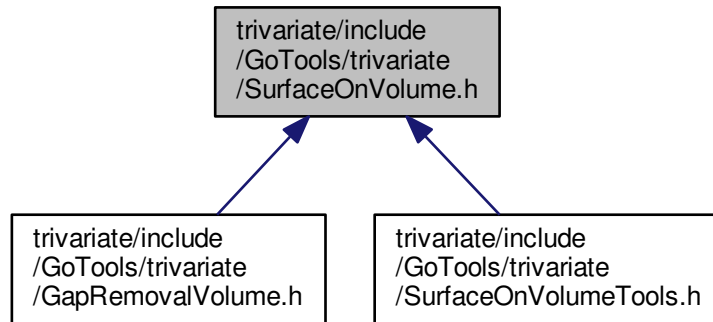 trivariate/include
/GoTools/trivariate
/SurfaceOnVolume.h
trivariate/include
/GoTools/trivariate
/GapRemovalVolume.h
trivariate/include
/GoTools/trivariate
/SurfaceOnVolumeTools.h